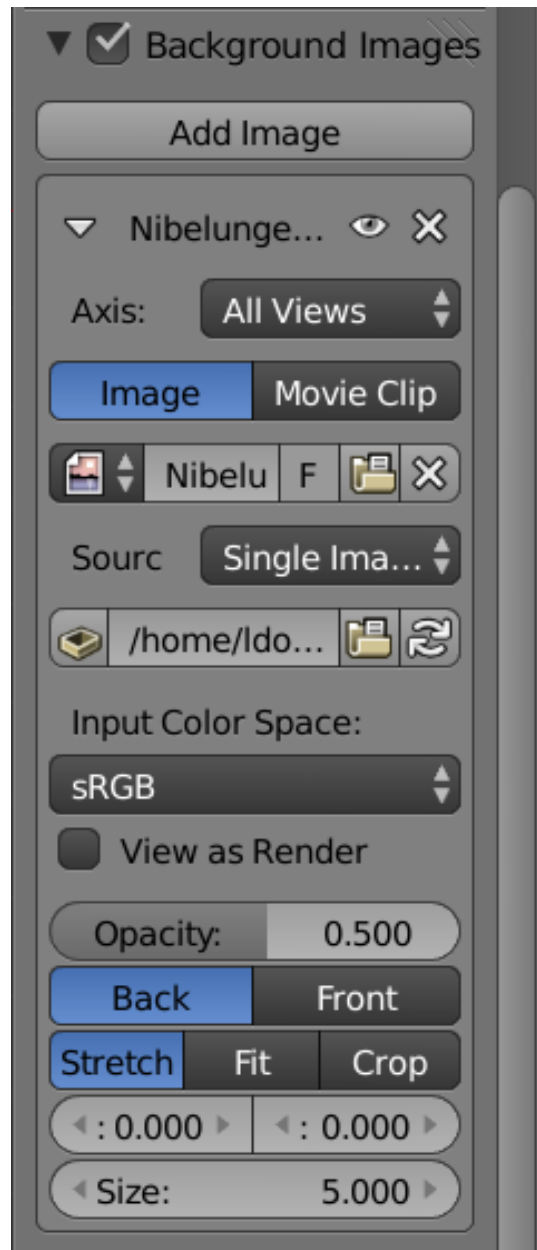 Background Images
Add Image
Nibelunge...
Axis: All Views
Image Movie Clip
Nibelu F
Sourc Single Ima...
/home/ldo...
Input Color Space:
sRGB
View as Render
Opacity: 0.500
Back Front
Stretch Fit Crop
: 0.000 : 0.000
Size: 5.000